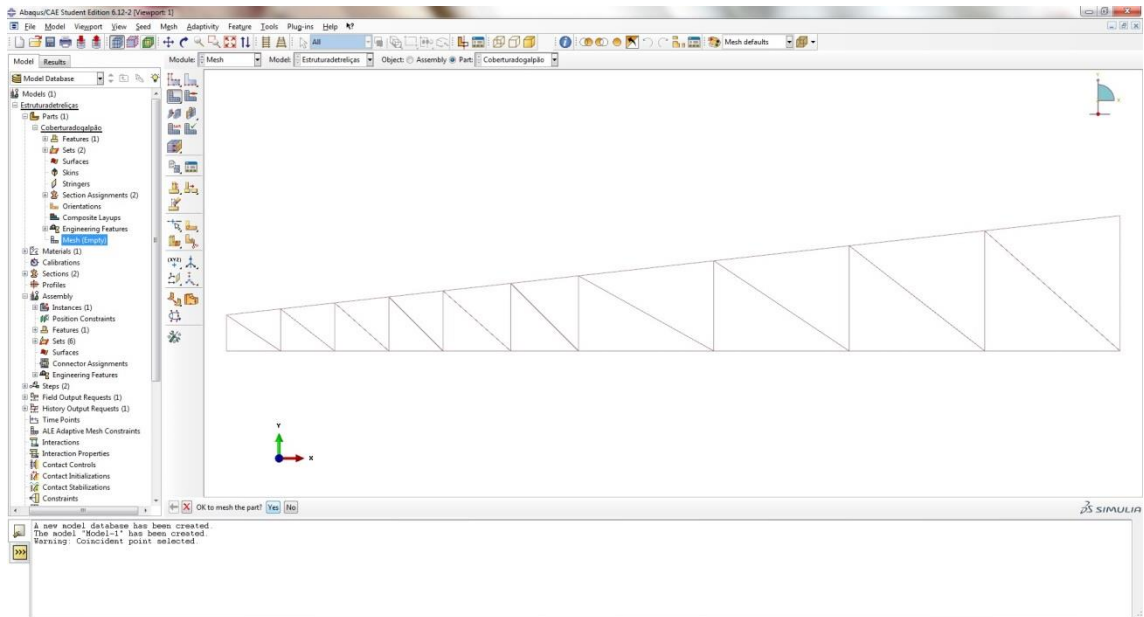 Abaqus/CAE Student Edition 6.12-2 [Viewport: 1]
File Model Viewport View Seed Mesh Adaptivity Feature Tools Plug-ins Help
All
Mesh defaults
Model Results
Module: Mesh Model: Estruturadetreliças Object: Assembly Part: Coberturadogalpão
Model Database
Models (1)
Estruturadetreliças
Parts (1)
Coberturadogalpão
Features (1)
Sets (2)
Surfaces
Skins
Stringers
Section Assignments (2)
Orientations
Composite Layups
Engineering Features
Mesh (Empty)
Materials (1)
Calibrations
Sections (2)
Profiles
Assembly
Instances (1)
Position Constraints
Features (1)
Sets (6)
Surfaces
Connector Assignments
Engineering Features
Steps (2)
Field Output Requests (1)
History Output Requests (1)
Time Points
ALE Adaptive Mesh Constraints
Interactions
Interaction Properties
Contact Controls
Contact Initializations
Contact Stabilizations
Constraints
(XYZ)
Y
X
OK to mesh the part? Yes No
SIMULIA
A new model database has been created.
The model "Model-1" has been created.
Warning: Coincident point selected.
>>>